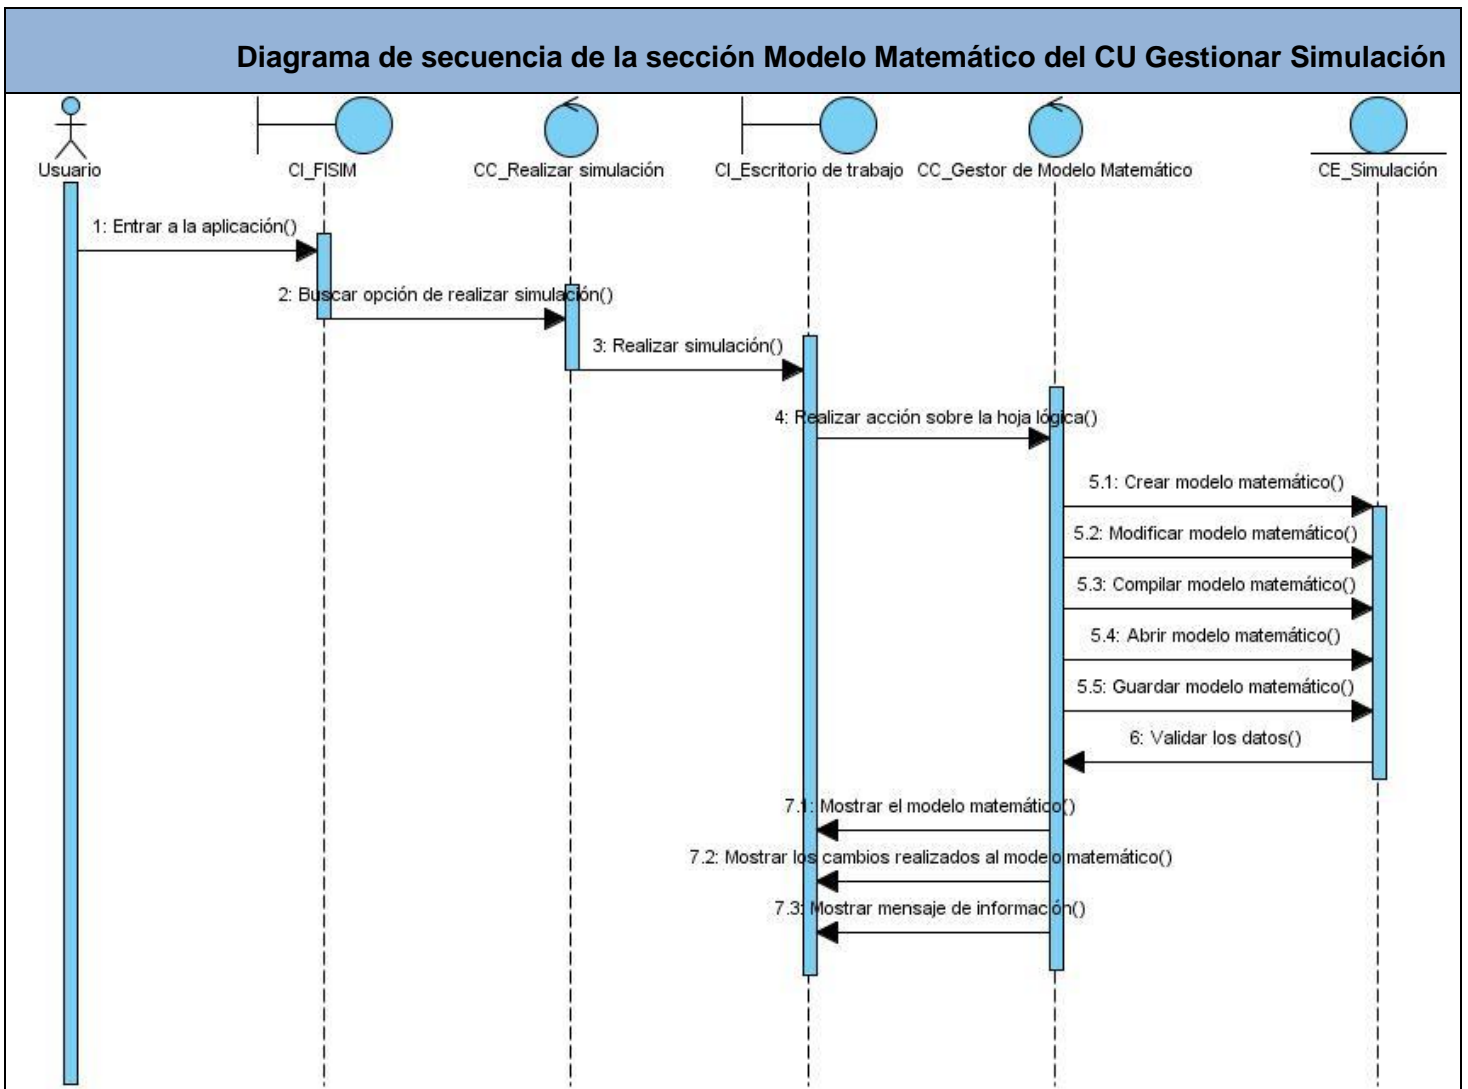 Diagrama de secuencia de la sección Modelo Matemático del CU Gestionar Simulación
Usuario
CI_FISIM
CC_Realizar simulación
CI_Escritorio de trabajo
CC_Gestor de Modelo Matemático
CE_Simulación
1: Entrar a la aplicación()
2: Buscar opción de realizar simulación()
3: Realizar simulación()
4: Realizar acción sobre la hoja lógica()
5.1: Crear modelo matemático()
5.2: Modificar modelo matemático()
5.3: Compilar modelo matemático()
5.4: Abrir modelo matemático()
5.5: Guardar modelo matemático()
6: Validar los datos()
7.1: Mostrar el modelo matemático()
7.2: Mostrar los cambios realizados al modelo matemático()
7.3: Mostrar mensaje de información()